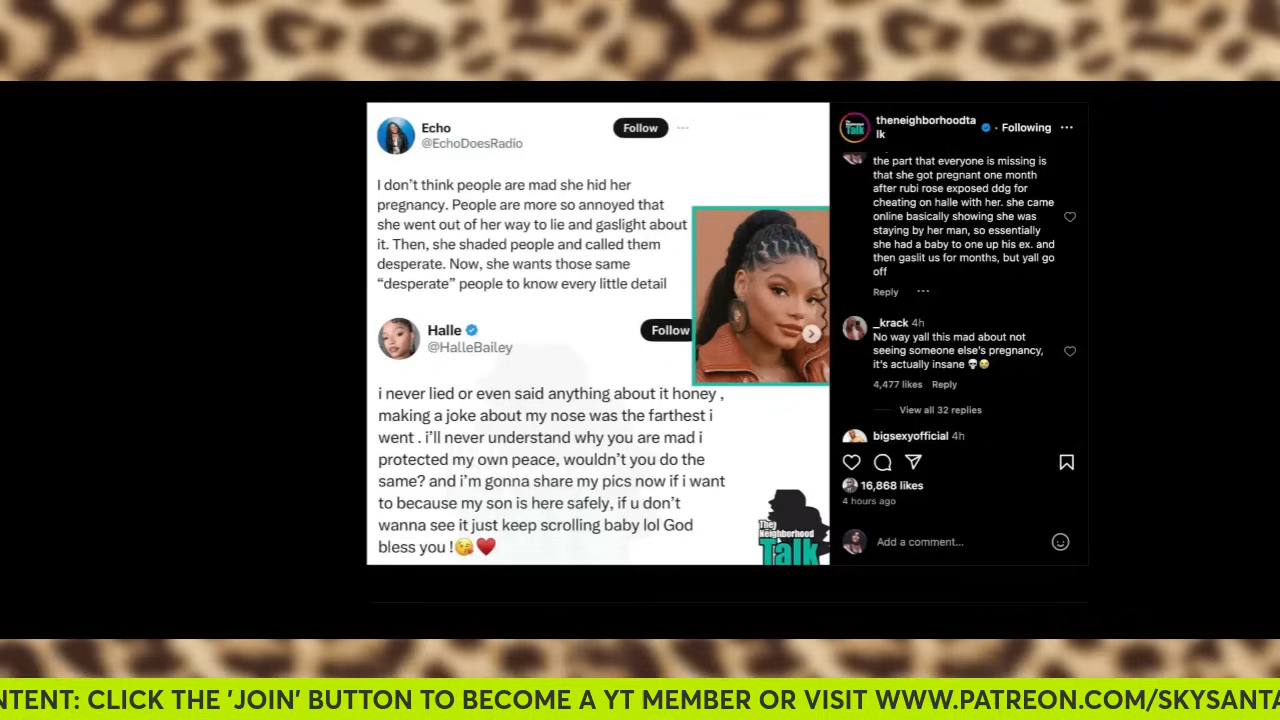 Echo
@EchoDoesRadio
Follow
I don't think people are mad she hid her
pregnancy. People are more so annoyed that
she went out of her way to lie and gaslight about
it. Then, she shaded people and called them
desperate. Now, she wants those same
“desperate” people to know every little detail
Halle
@HalleBailey
Follow
i never lied or even said anything about it honey ,
making a joke about my nose was the farthest i
went . i'll never understand why you are mad i
protected my own peace, wouldn't you do the
same? and i'm gonna share my pics now if i want
to because my son is here safely, if u don't
wanna see it just keep scrolling baby lol God
bless you !😘♥️
The
Neighborhood
Talk
theneighborhoodta
lk
• Following
the part that everyone is missing is
that she got pregnant one month
after rubi rose exposed ddg for
cheating on halle with her. she came
online basically showing she was
staying by her man, so essentially
she had a baby to one up his ex. and
then gaslit us for months, but yall go
off
Reply
_krack 4h
No way yall this mad about not
seeing someone else's pregnancy,
it's actually insane 💀😭
4,477 likes Reply
View all 32 replies
bigsexyofficial 4h
16,868 likes
4 hours ago
Add a comment...
NTENT: CLICK THE 'JOIN' BUTTON TO BECOME A YT MEMBER OR VISIT WWW.PATREON.COM/SKYSANTA